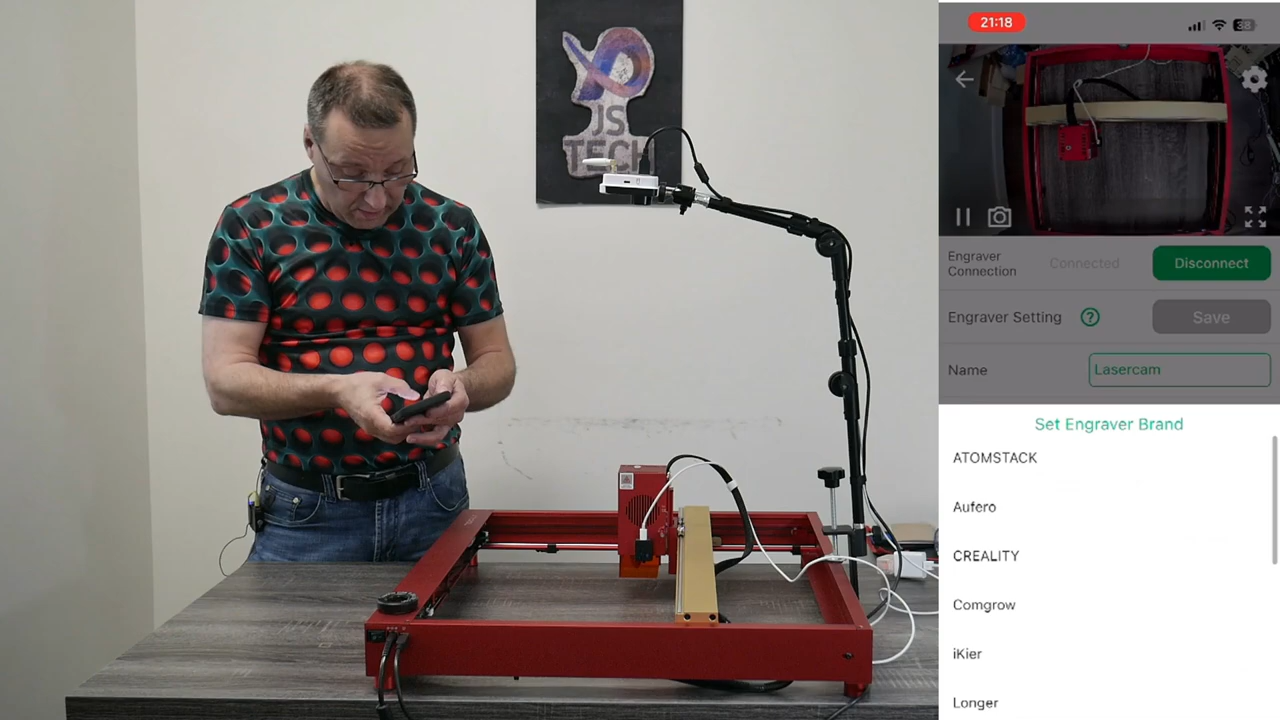 JS
TECH
21:18
38
Engraver
Connection
Connected
Disconnect
Engraver Setting
?
Save
Name
Lasercam
Set Engraver Brand
ATOMSTACK
Aufero
CREALITY
Comgrow
iKier
Longer